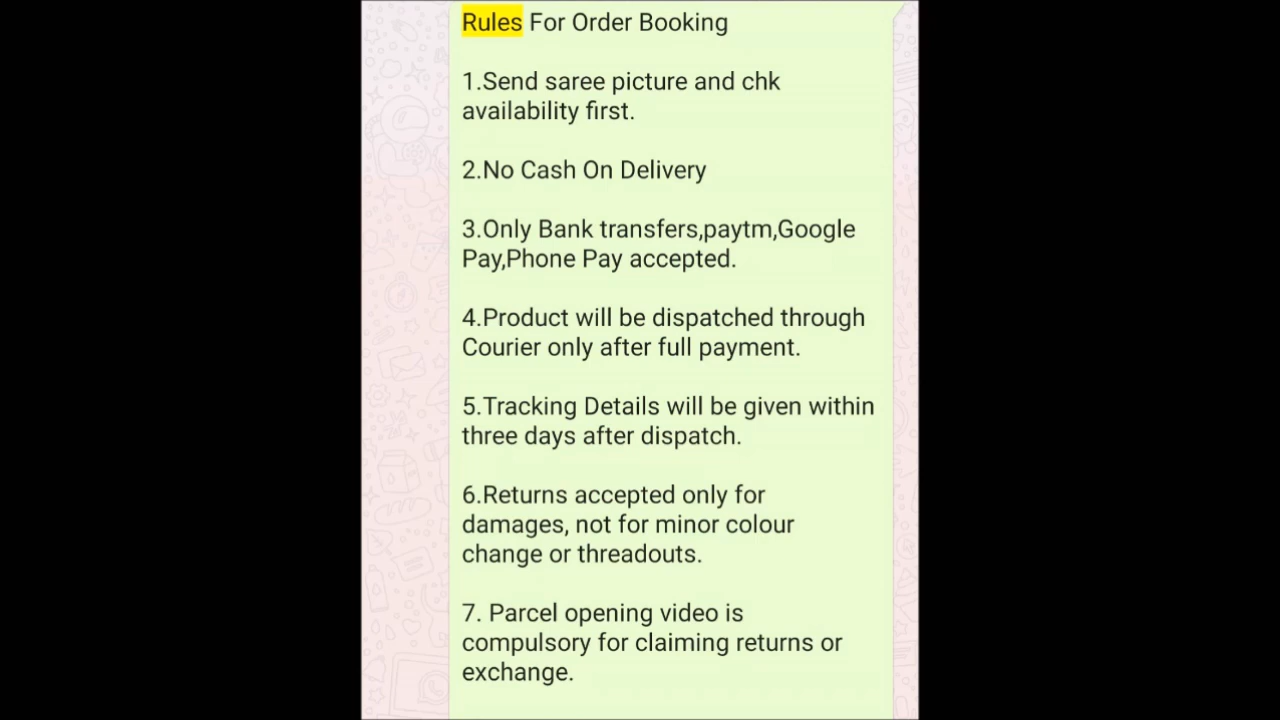 Rules For Order Booking
1.Send saree picture and chk
availability first.
2.No Cash On Delivery
3.Only Bank transfers,paytm,Google
Pay,Phone Pay accepted.
4.Product will be dispatched through
Courier only after full payment.
5.Tracking Details will be given within
three days after dispatch.
6.Returns accepted only for
damages, not for minor colour
change or threadouts.
7. Parcel opening video is
compulsory for claiming returns or
exchange.